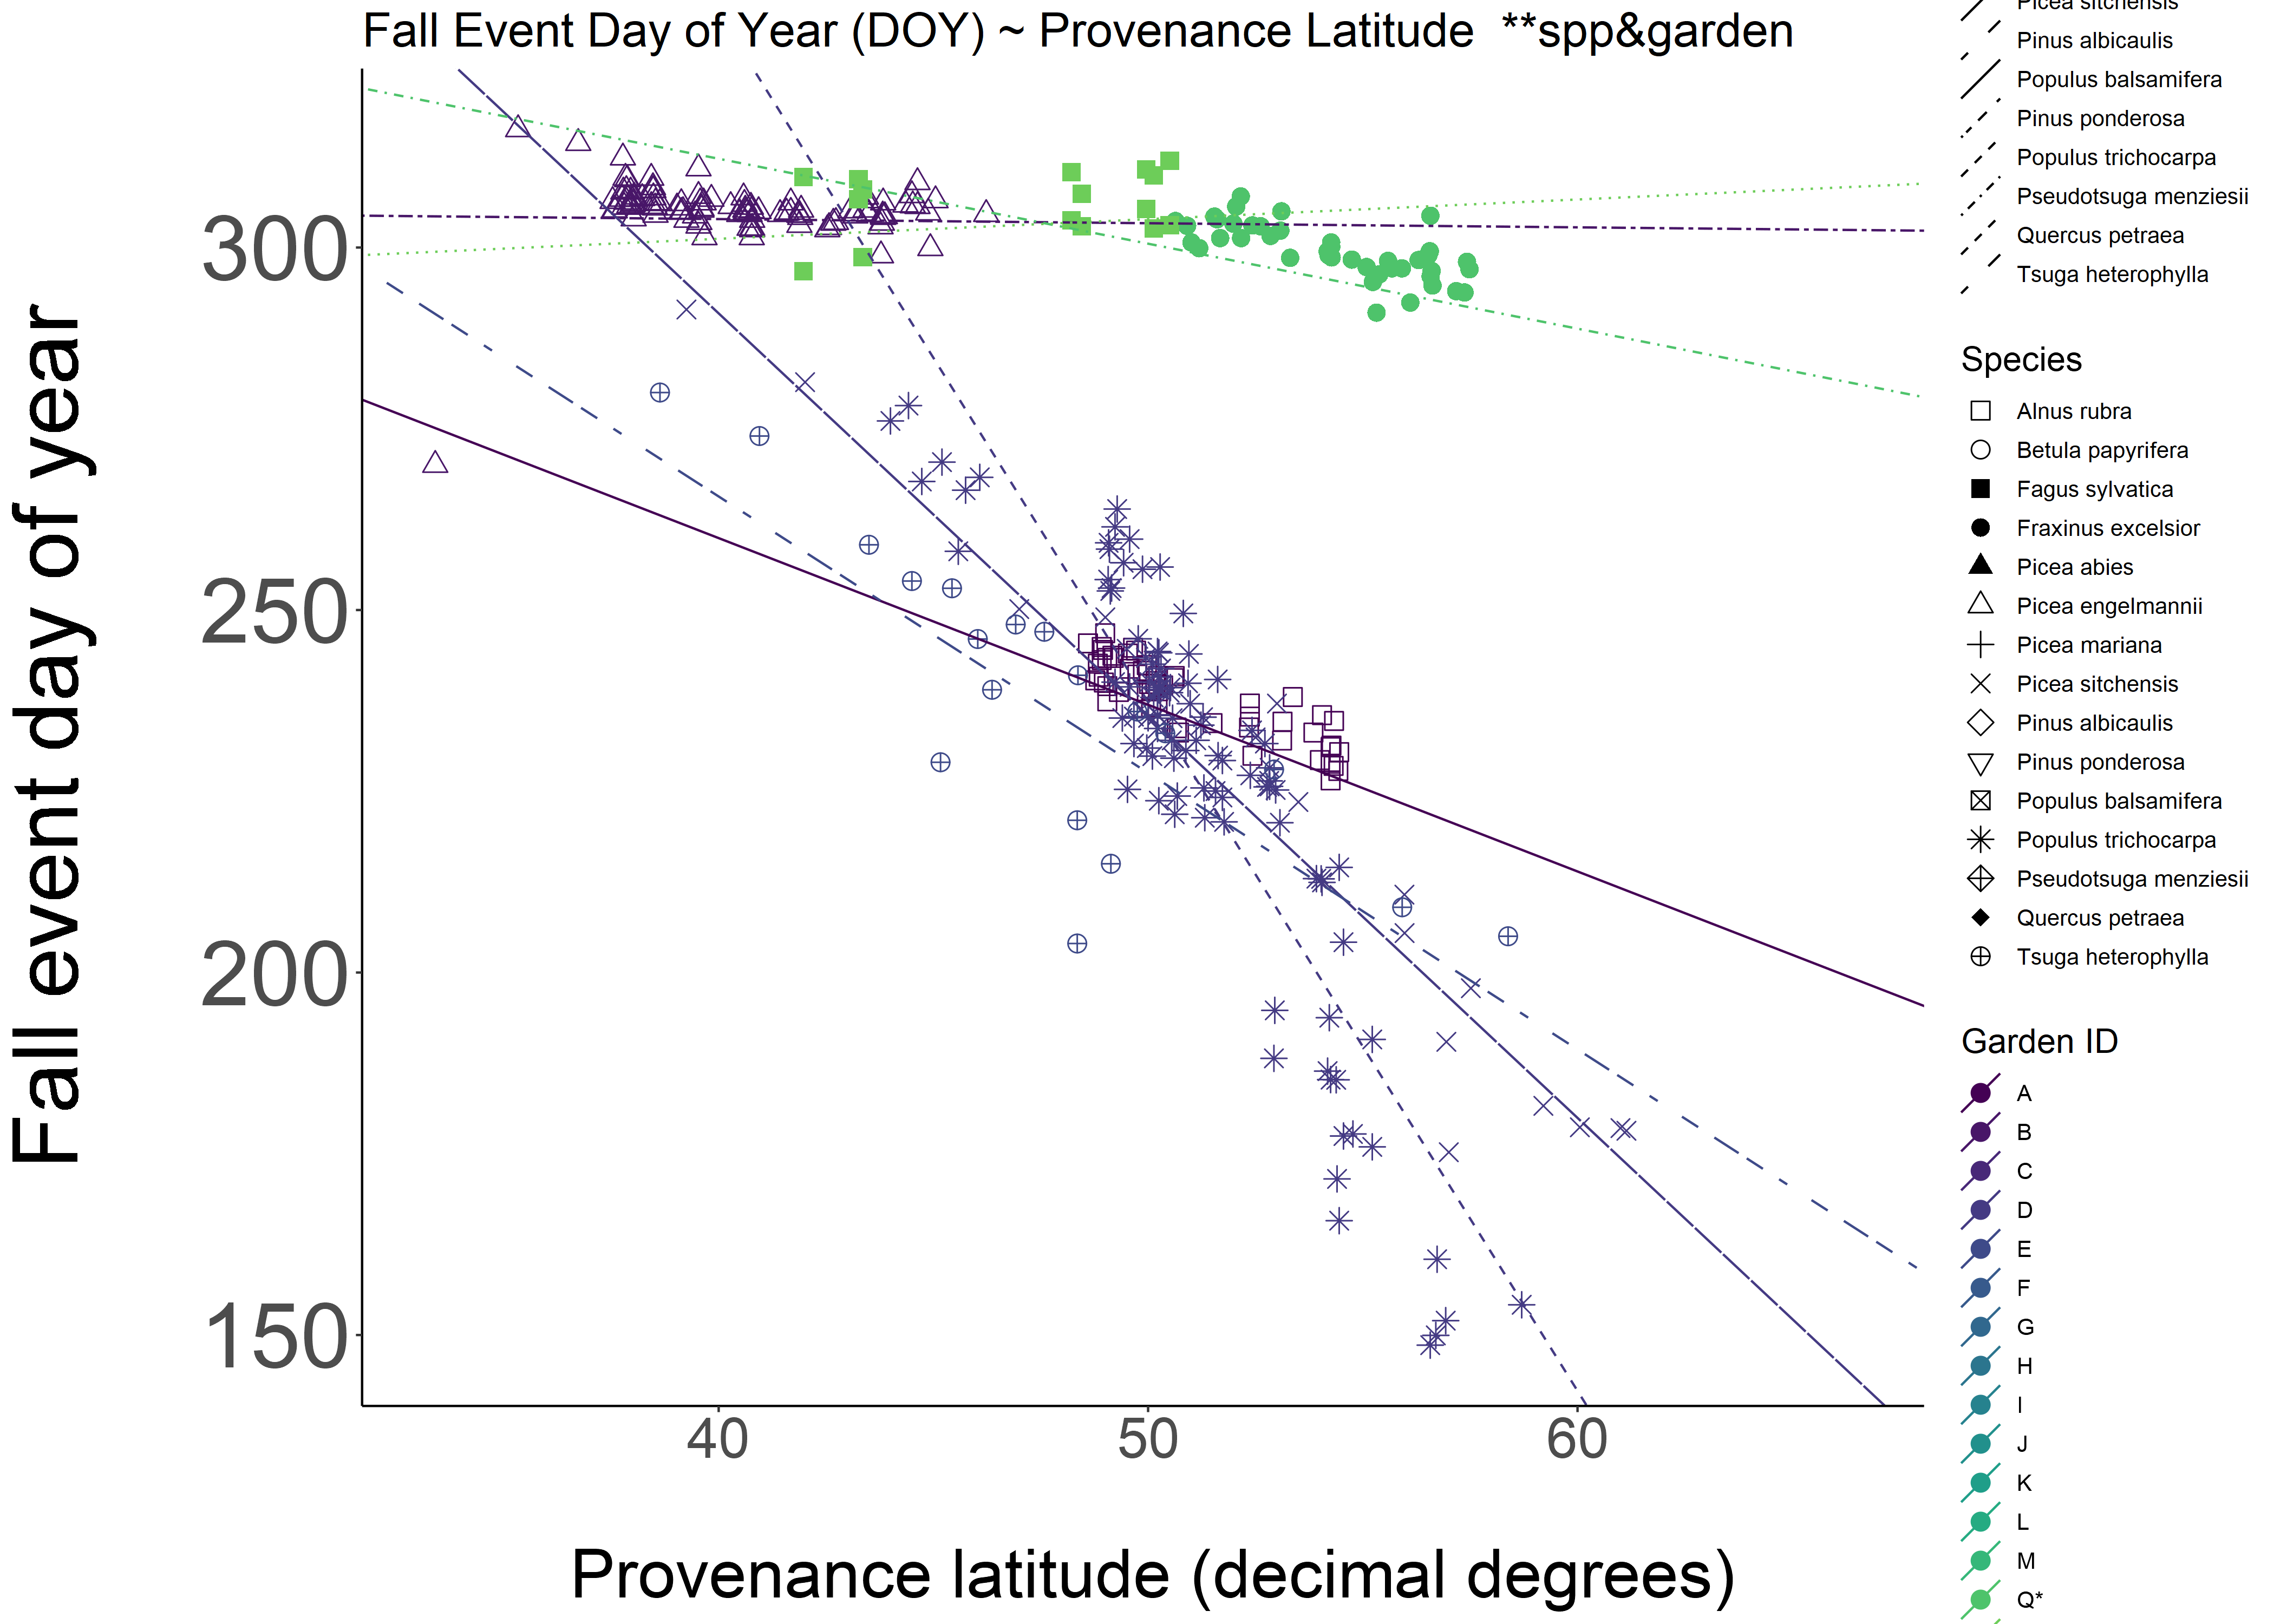 Fall Event Day of Year (DOY) ~ Provenance Latitude **spp&garden
Fall event day of year
300
250
200
150
40
50
60
Provenance latitude (decimal degrees)
Picea sitchensis
Pinus albicaulis
Populus balsamifera
Pinus ponderosa
Populus trichocarpa
Pseudotsuga menziesii
Quercus petraea
Tsuga heterophylla
Species
Alnus rubra
Betula papyrifera
Fagus sylvatica
Fraxinus excelsior
Picea abies
Picea engelmannii
Picea mariana
Picea sitchensis
Pinus albicaulis
Pinus ponderosa
Populus balsamifera
Populus trichocarpa
Pseudotsuga menziesii
Quercus petraea
Tsuga heterophylla
Garden ID
A
B
C
D
E
F
G
H
I
J
K
L
M
Q*